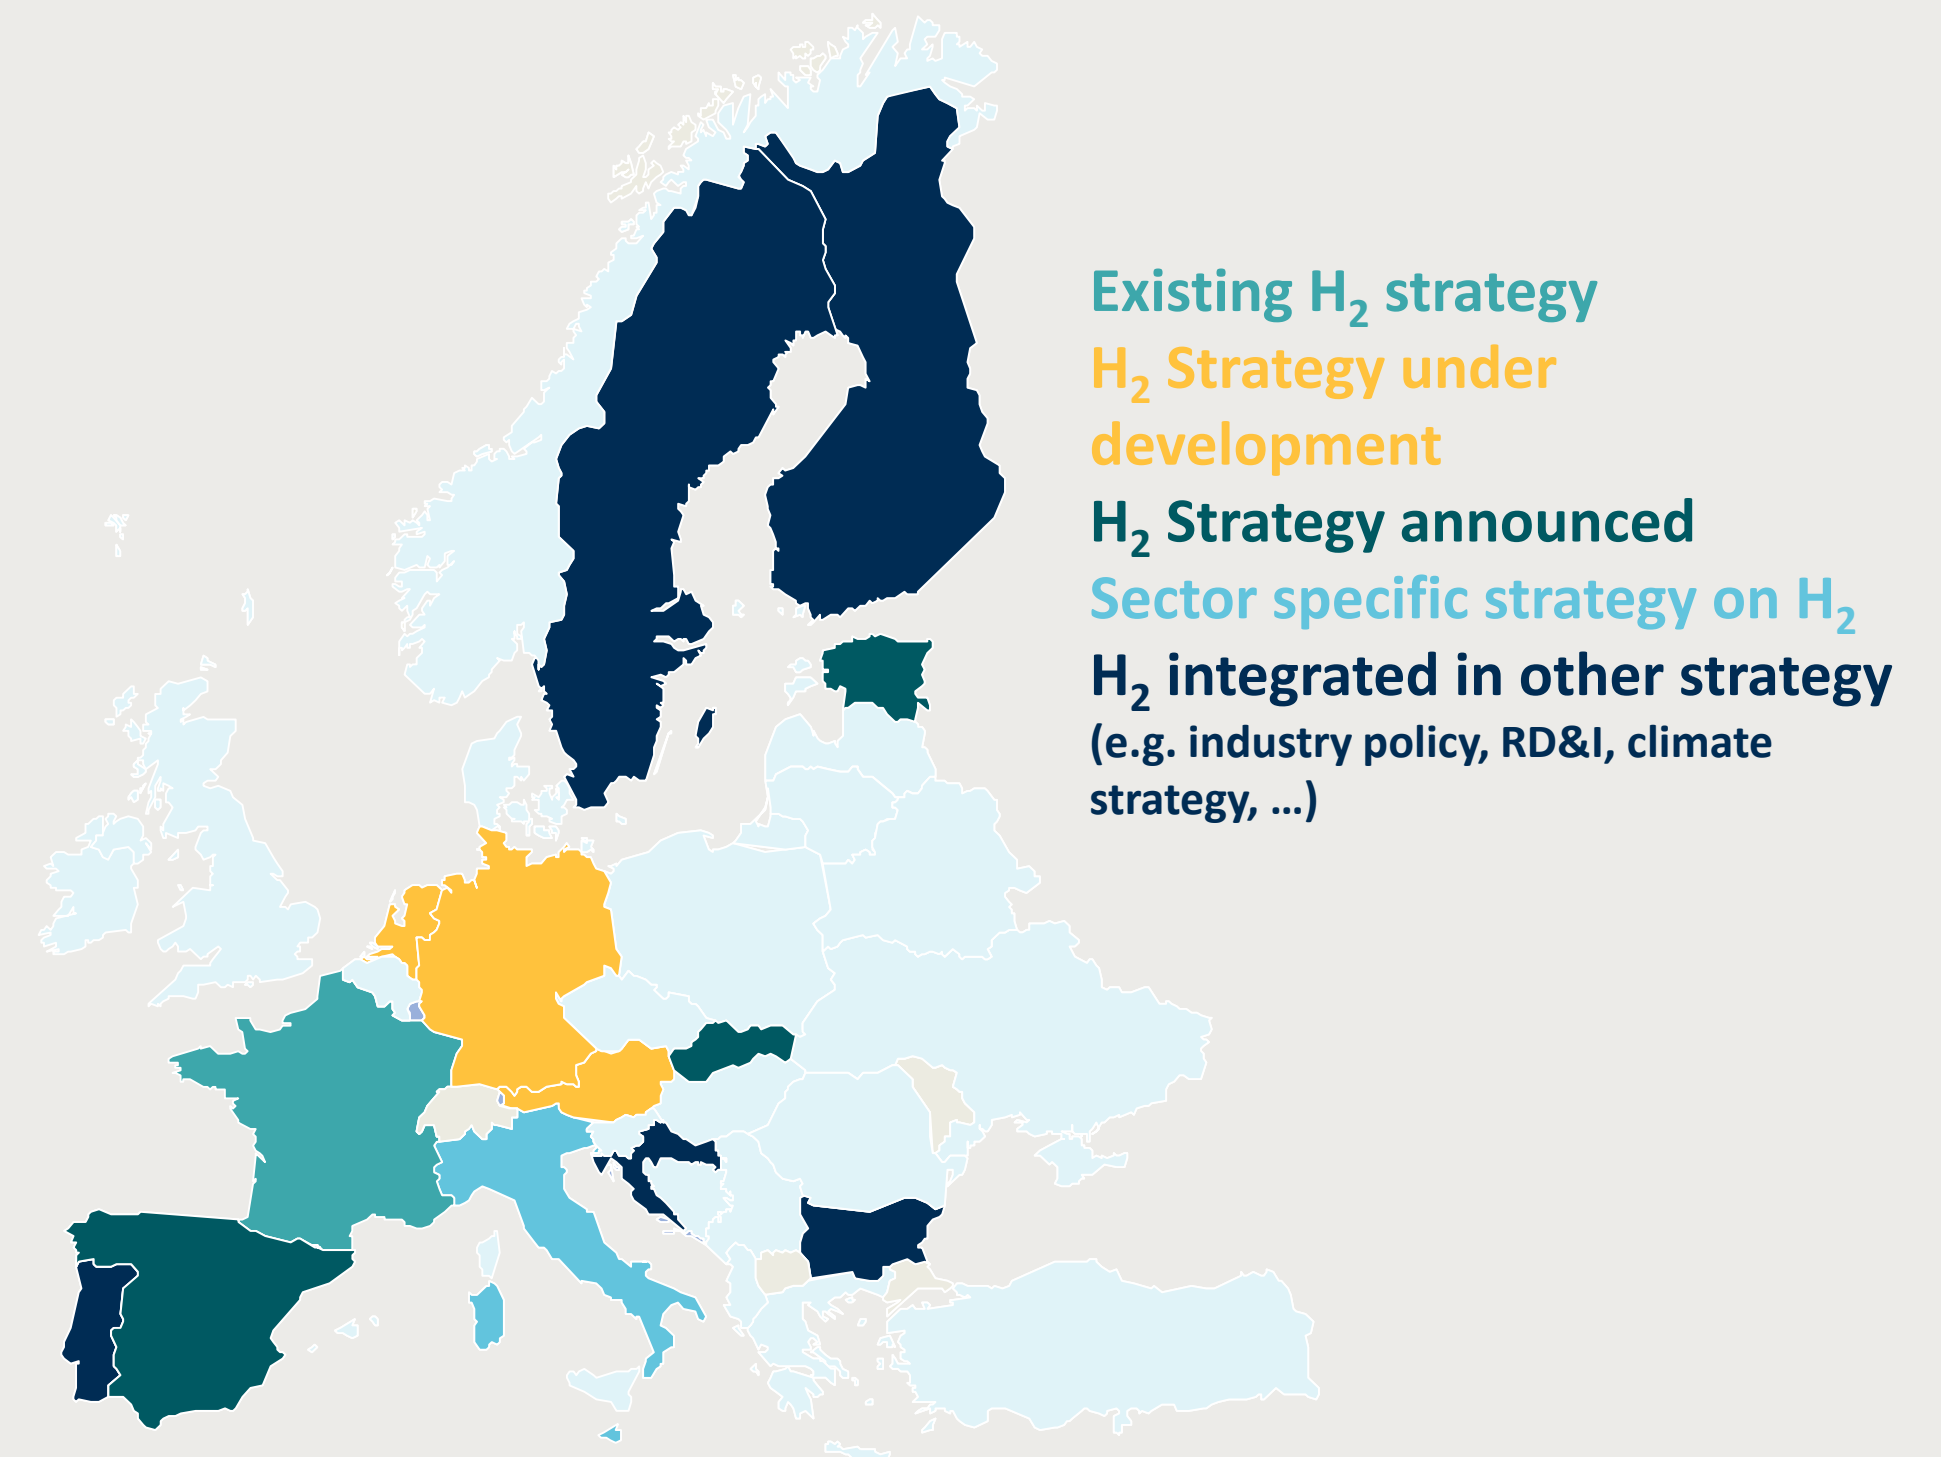 Existing H₂ strategy
H₂ Strategy under
development
H₂ Strategy announced
Sector specific strategy on H₂
H₂ integrated in other strategy
(e.g. industry policy, RD&I, climate
strategy, ...)